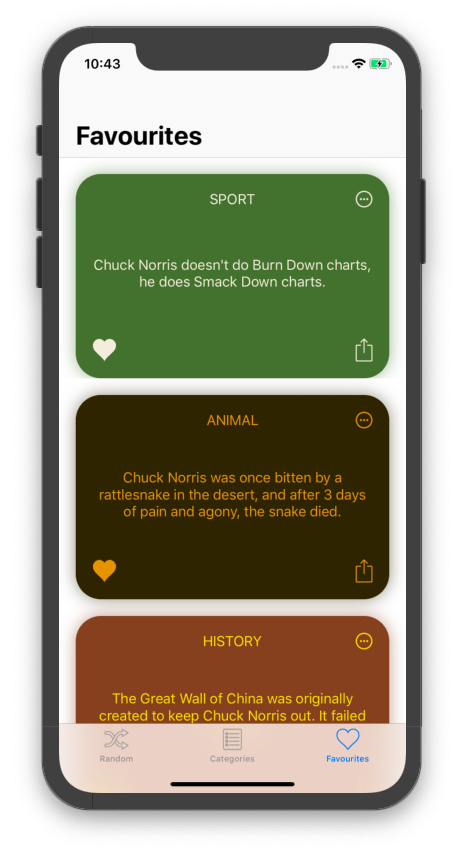 10:43
Favourites
SPORT
Chuck Norris doesn't do Burn Down charts,
he does Smack Down charts.
ANIMAL
Chuck Norris was once bitten by a
rattlesnake in the desert, and after 3 days
of pain and agony, the snake died.
HISTORY
The Great Wall of China was originally
created to keep Chuck Norris out. It failed
Random
Categories
Favourites